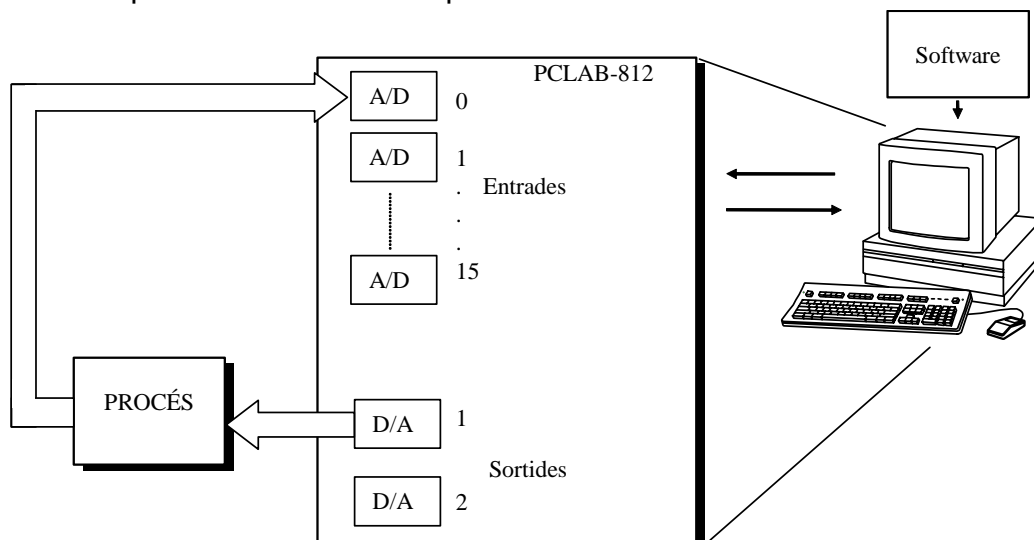 PCLAB-812
Software
A/D
0
A/D
1
.
Entrades
.
.
A/D
15
PROCÉS
D/A
1
Sortides
D/A
2